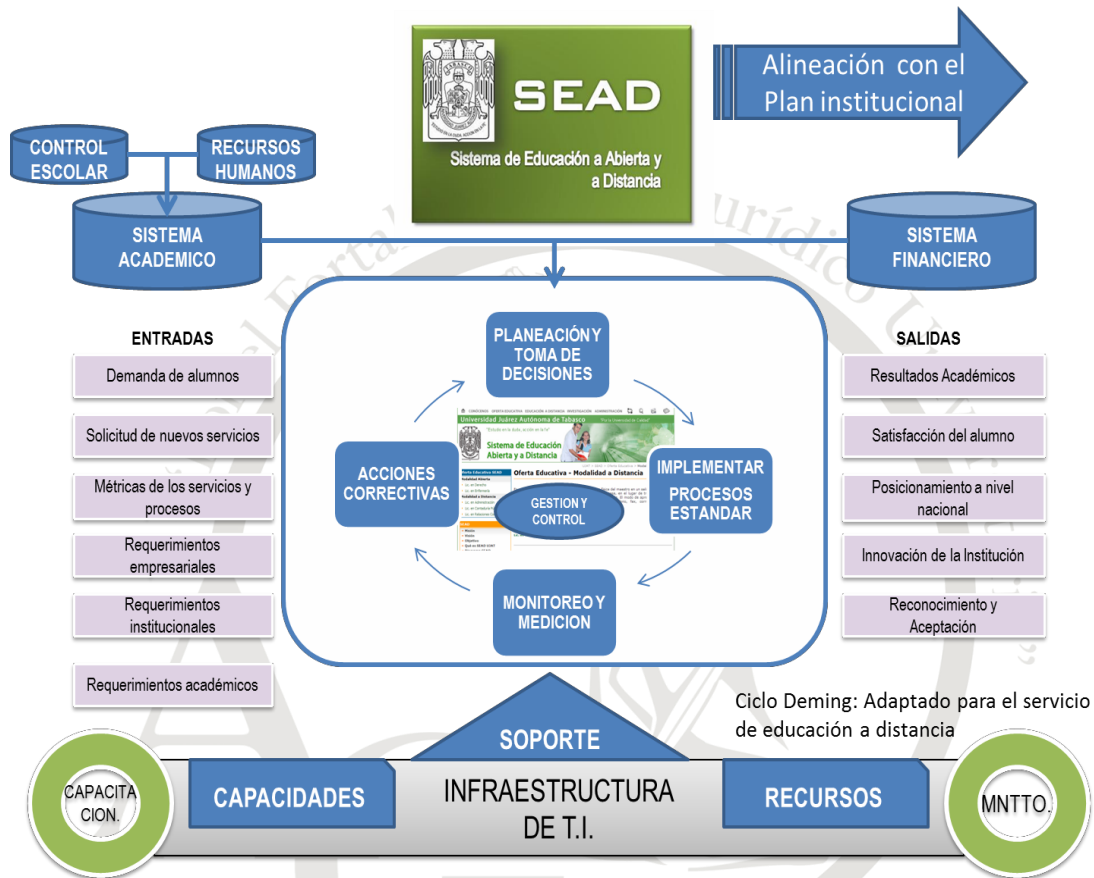 SEAD
Sistema de Educación a Abierta y
a Distancia
Alineación con el
Plan institucional
CONTROL
ESCOLAR
RECURSOS
HUMANOS
SISTEMA
ACADEMICO
SISTEMA
FINANCIERO
ENTRADAS
Demanda de alumnos
Solicitud de nuevos servicios
Métricas de los servicios y
procesos
Requerimientos
empresariales
Requerimientos
institucionales
Requerimientos académicos
PLANEACIÓN Y
TOMA DE
DECISIONES
Universidad Juárez Autónoma de Tabasco
Sistema de Educación
Abierta y a Distancia
Oferta Educativa - Modalidad a Distancia
ACCIONES
CORRECTIVAS
GESTION Y
CONTROL
IMPLEMENTAR
PROCESOS
ESTANDAR
MONITOREO Y
MEDICION
SALIDAS
Resultados Académicos
Satisfacción del alumno
Posicionamiento a nivel
nacional
Innovación de la Institución
Reconocimiento y
Aceptación
Ciclo Deming: Adaptado para el servicio
de educación a distancia
SOPORTE
CAPACITA
CION.
CAPACIDADES
INFRAESTRUCTURA
DE T.I.
RECURSOS
MNTTO.